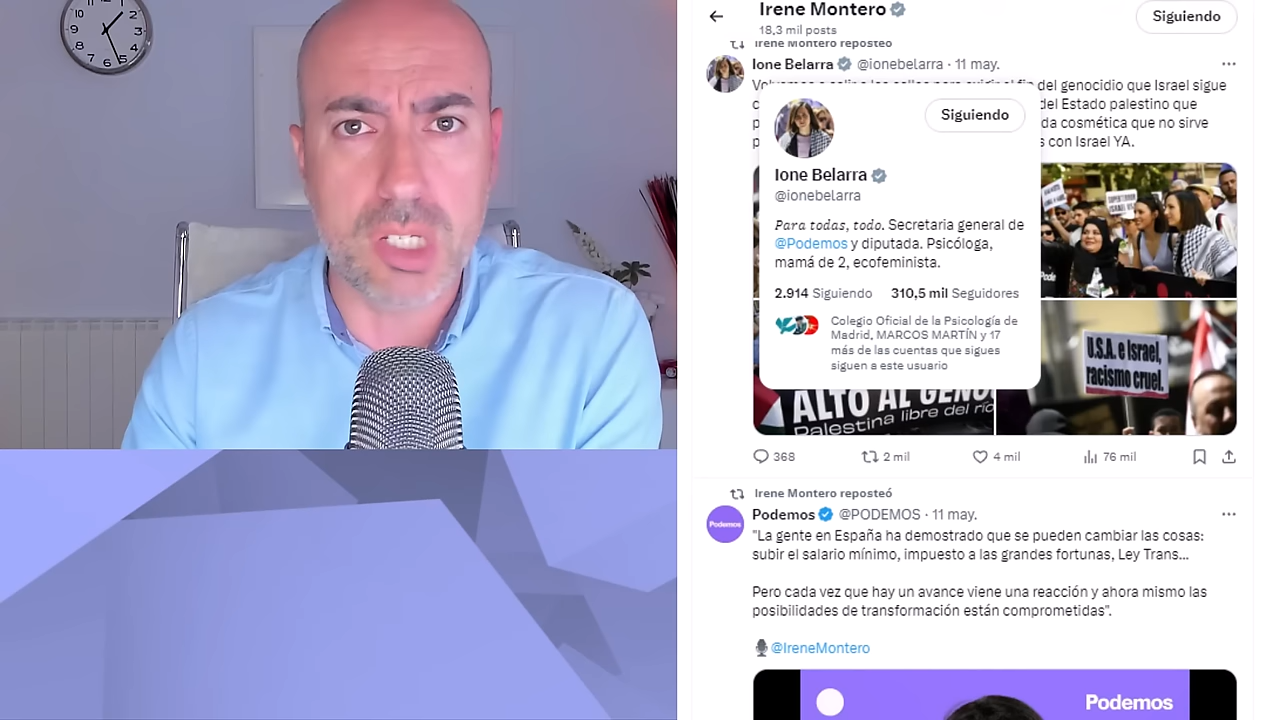 Irene Montero
18,3 mil posts
Siguiendo
Irene Montero reposteó
Ione Belarra @ionebelarra · 11 may.
del genocidio que Israel sigue
del Estado palestino que
da cosmética que no sirve
s con Israel YA.
Siguiendo
Ione Belarra
@ionebelarra
Para todas, todo. Secretaria general de
@Podemos y diputada. Psicóloga,
mamá de 2, ecofeminista.
2.914 Siguiendo 310,5 mil Seguidores
Colegio Oficial de la Psicología de
Madrid, MARCOS MARTÍN y 17
más de las cuentas que sigues
siguen a este usuario
U.S.A. e Israel,
racismo cruel.
ALTO AL GENO
Palestina libre del río
368 2 mil 4 mil 76 mil
Irene Montero reposteó
Podemos @PODEMOS · 11 may.
Podemos
"La gente en España ha demostrado que se pueden cambiar las cosas:
subir el salario mínimo, impuesto a las grandes fortunas, Ley Trans...
Pero cada vez que hay un avance viene una reacción y ahora mismo las
posibilidades de transformación están comprometidas".
@IreneMontero
Podemos